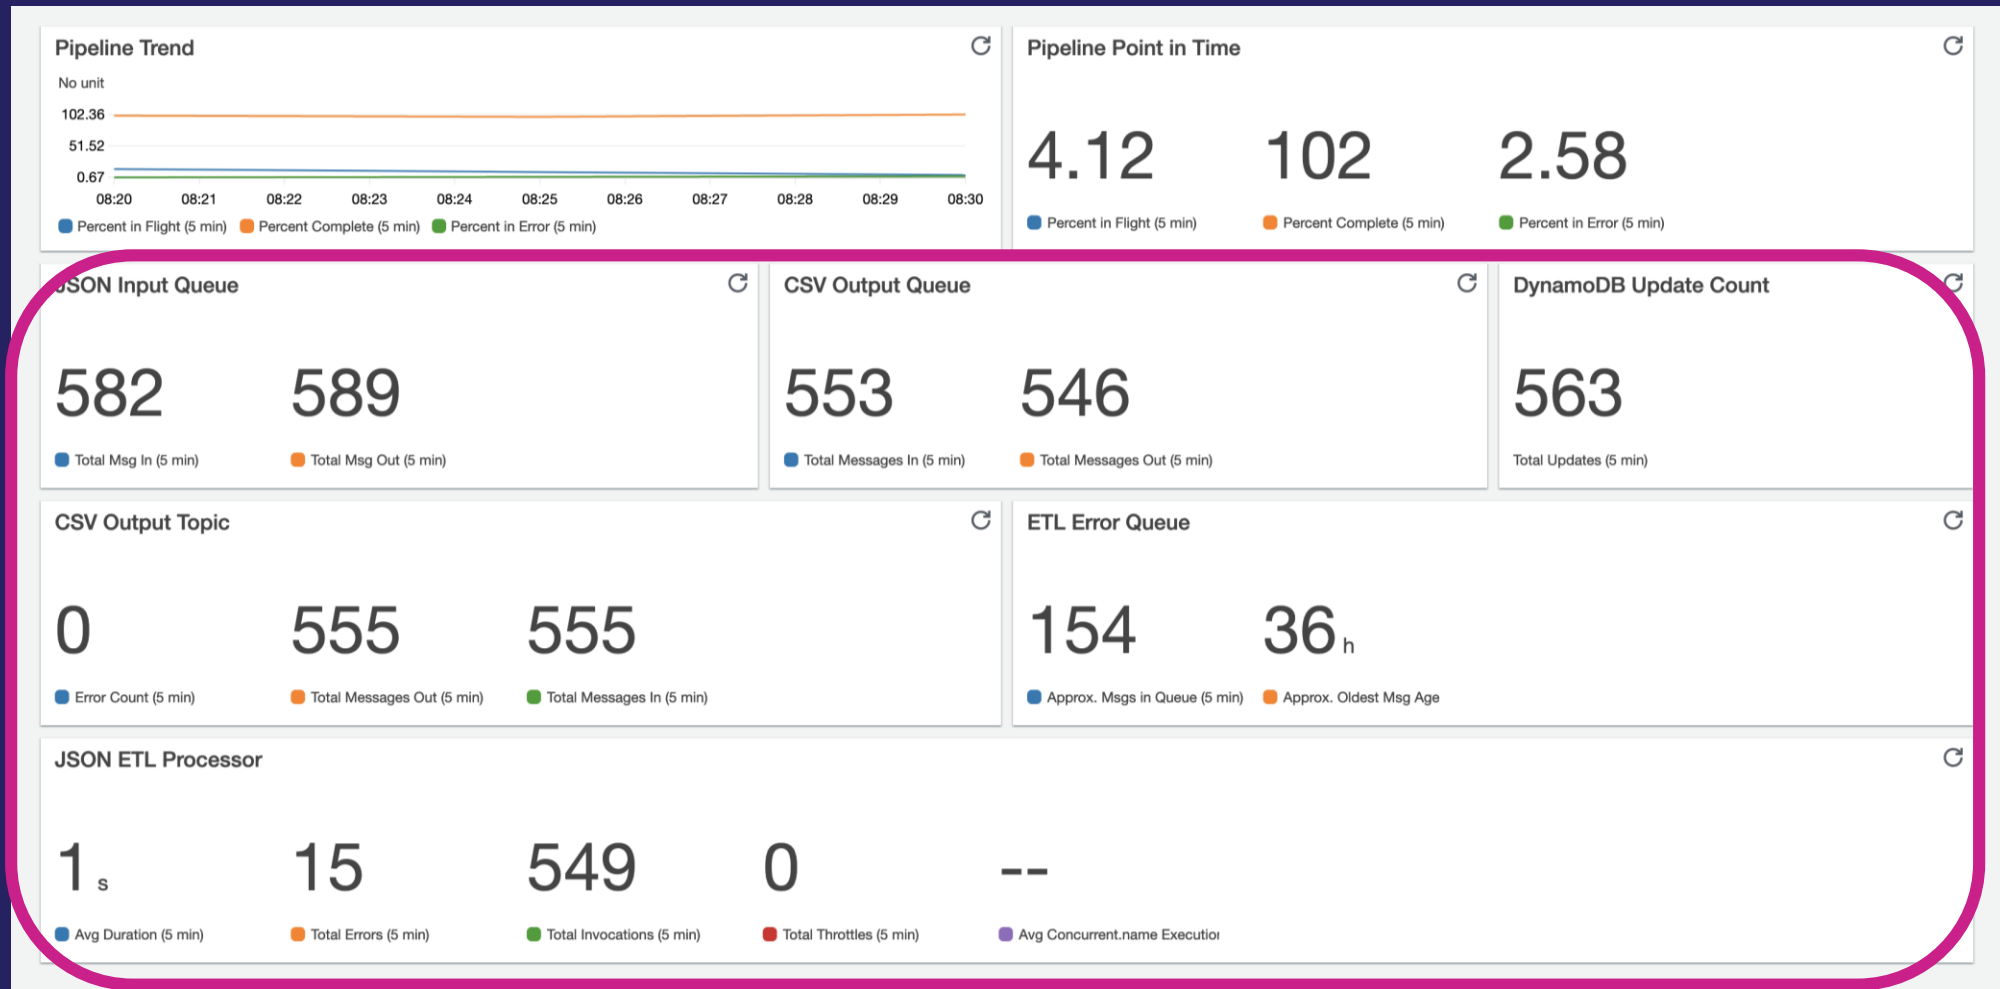 Pipeline Trend
No unit
102.36
51.52
0.67
08:20 08:21 08:22 08:23 08:24 08:25 08:26 08:27 08:28 08:29 08:30
Percent in Flight (5 min) Percent Complete (5 min) Percent in Error (5 min)
Pipeline Point in Time
4.12 102 2.58
Percent in Flight (5 min) Percent Complete (5 min) Percent in Error (5 min)
JSON Input Queue
582 589
Total Msg In (5 min) Total Msg Out (5 min)
CSV Output Queue
553 546
Total Messages In (5 min) Total Messages Out (5 min)
DynamoDB Update Count
563
Total Updates (5 min)
CSV Output Topic
0 555 555
Error Count (5 min) Total Messages Out (5 min) Total Messages In (5 min)
ETL Error Queue
154 36 h
Approx. Msgs in Queue (5 min) Approx. Oldest Msg Age
JSON ETL Processor
1 s 15 549 0 --
Avg Duration (5 min) Total Errors (5 min) Total Invocations (5 min) Total Throttles (5 min) Avg Concurrent.name Executio